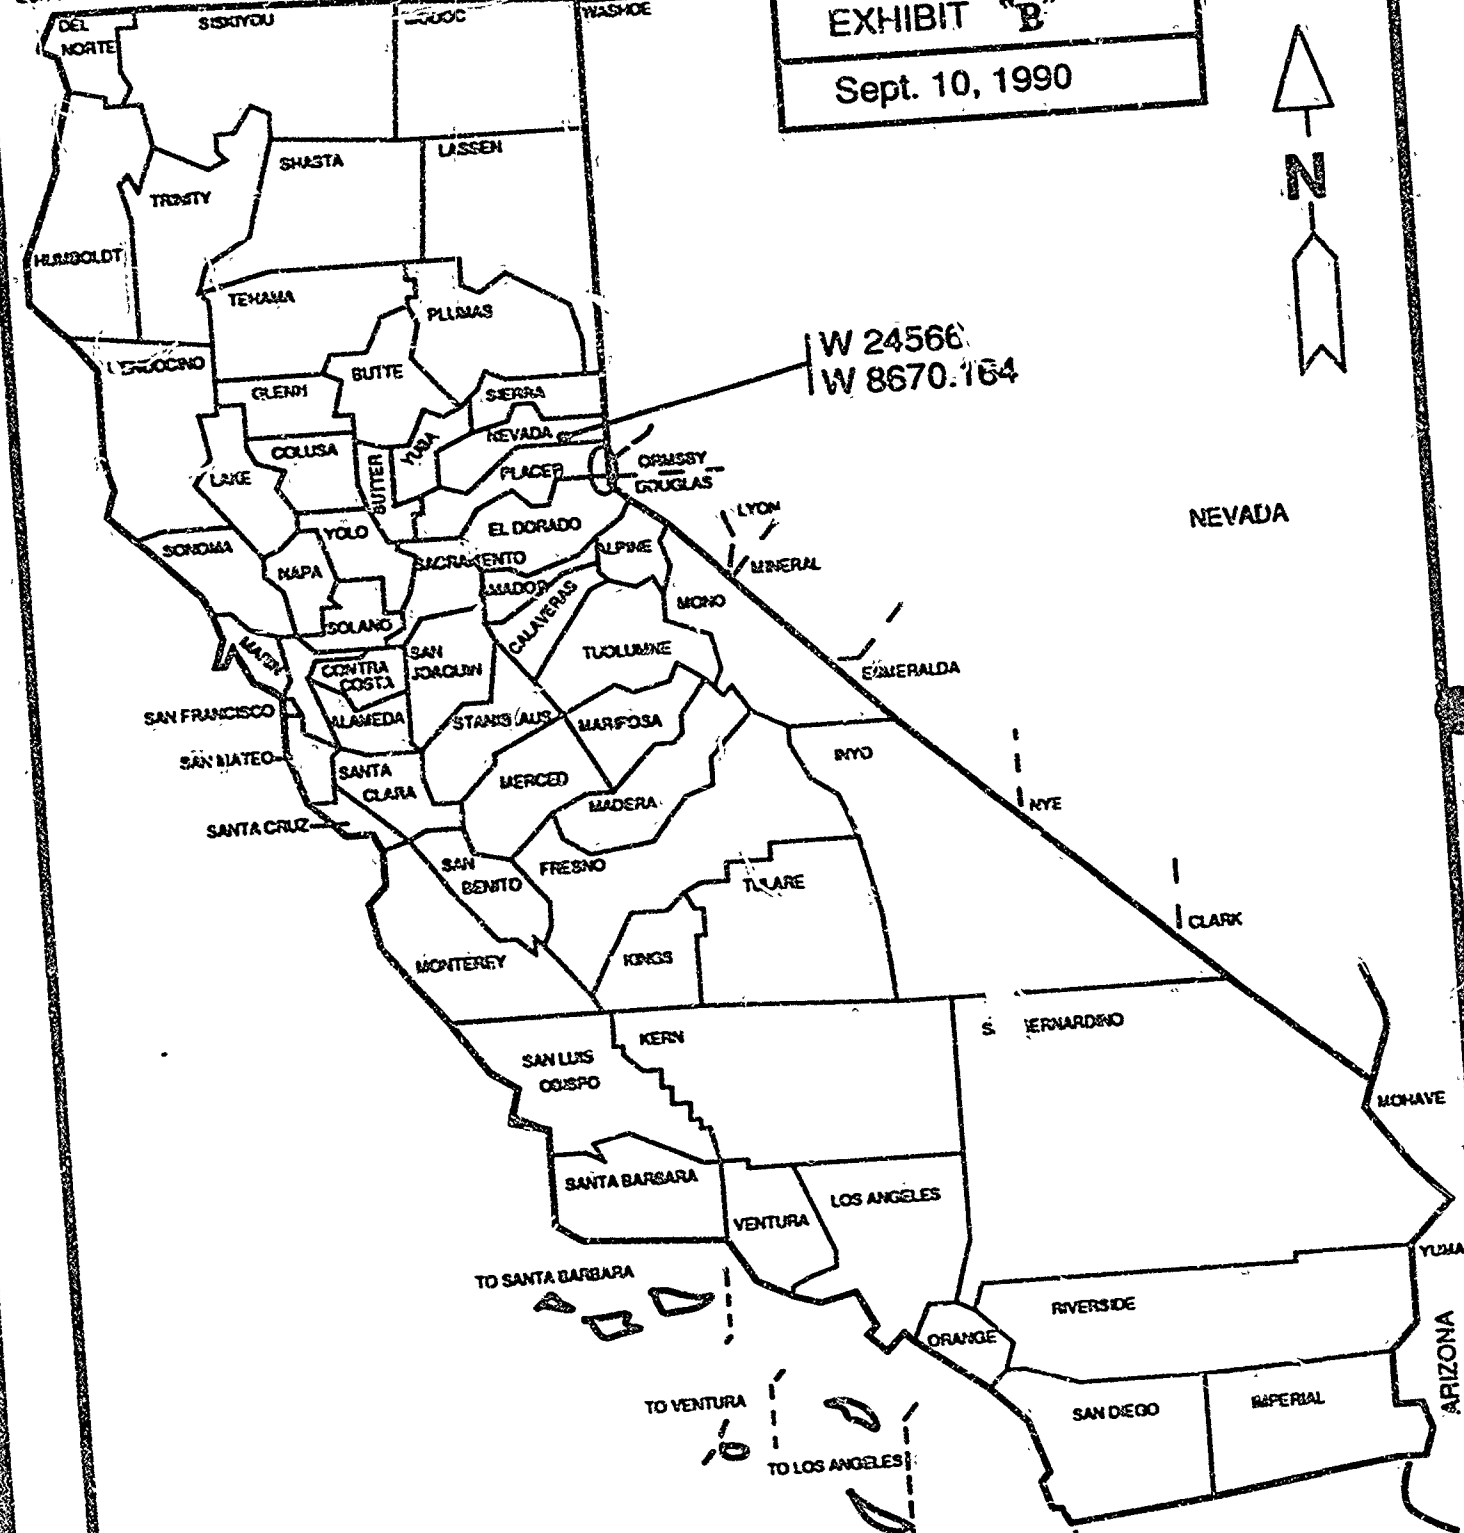 EXHIBIT "B"
Sept. 10, 1990
N
DEL
NORTE
SISKIYOU
WASHOE
SHASTA
LASSEN
TRINITY
HUMBOLDT
TEHAMA
PLUMAS
W 24566
W 8670.164
BUTTE
GLENN
SIERRA
NEVADA
YUBA
COLUSA
LAKE
PLACER
ORMSBY
DOUGLAS
LYON
NEVADA
YOLO
EL DORADO
SONOMA
ALPINE
MINERAL
NAPA
AMADOR
CALAVERAS
MONO
SOLANO
MARIN
CONTRA
COSTA
SAN
JOAQUIN
TUOLUMNE
ESMERALDA
SAN FRANCISCO
ALAMEDA
STANISLAUS
MARIPOSA
SAN MATEO
SANTA
CLARA
MERCED
INYO
MADERA
NYE
SANTA CRUZ
SAN
BENITO
FRESNO
TULARE
CLARK
MONTEREY
KINGS
KERN
BERNARDINO
SAN LUIS
OBISPO
MOHAVE
SANTA BARBARA
VENTURA
LOS ANGELES
YUMA
TO SANTA BARBARA
RIVERSIDE
ORANGE
ARIZONA
TO VENTURA
SAN DIEGO
IMPERIAL
TO LOS ANGELES